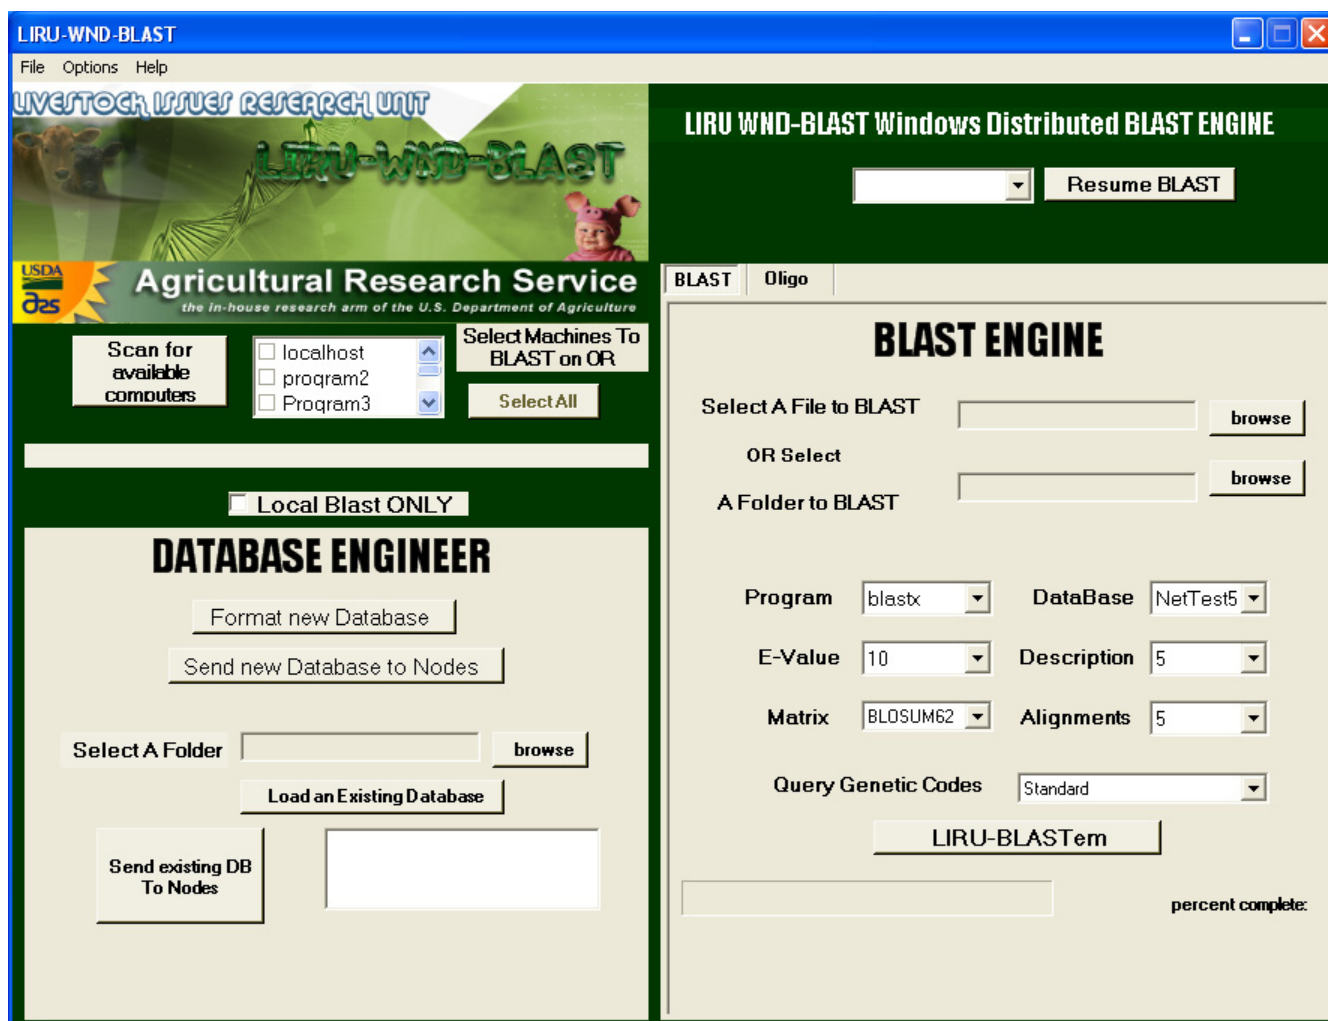 LIRU-WND-BLAST
File Options Help
LIVESTOCK ISSUES RESEARCH UNIT
LIRU-WND-BLAST
USDA
ars
Agricultural Research Service
the in-house research arm of the U.S. Department of Agriculture
Scan for
available
computers
localhost
program2
Program3
Select Machines To
BLAST on OR
Select All
Local Blast ONLY
DATABASE ENGINEER
Format new Database
Send new Database to Nodes
Select A Folder
browse
Load an Existing Database
Send existing DB
To Nodes
LIRU WND-BLAST Windows Distributed BLAST ENGINE
Resume BLAST
BLAST Oligo
BLAST ENGINE
Select A File to BLAST
browse
OR Select
browse
A Folder to BLAST
Program blastx DataBase NetTest5
E-Value 10 Description 5
Matrix BLOSUM62 Alignments 5
Query Genetic Codes Standard
LIRU-BLASTem
percent complete: